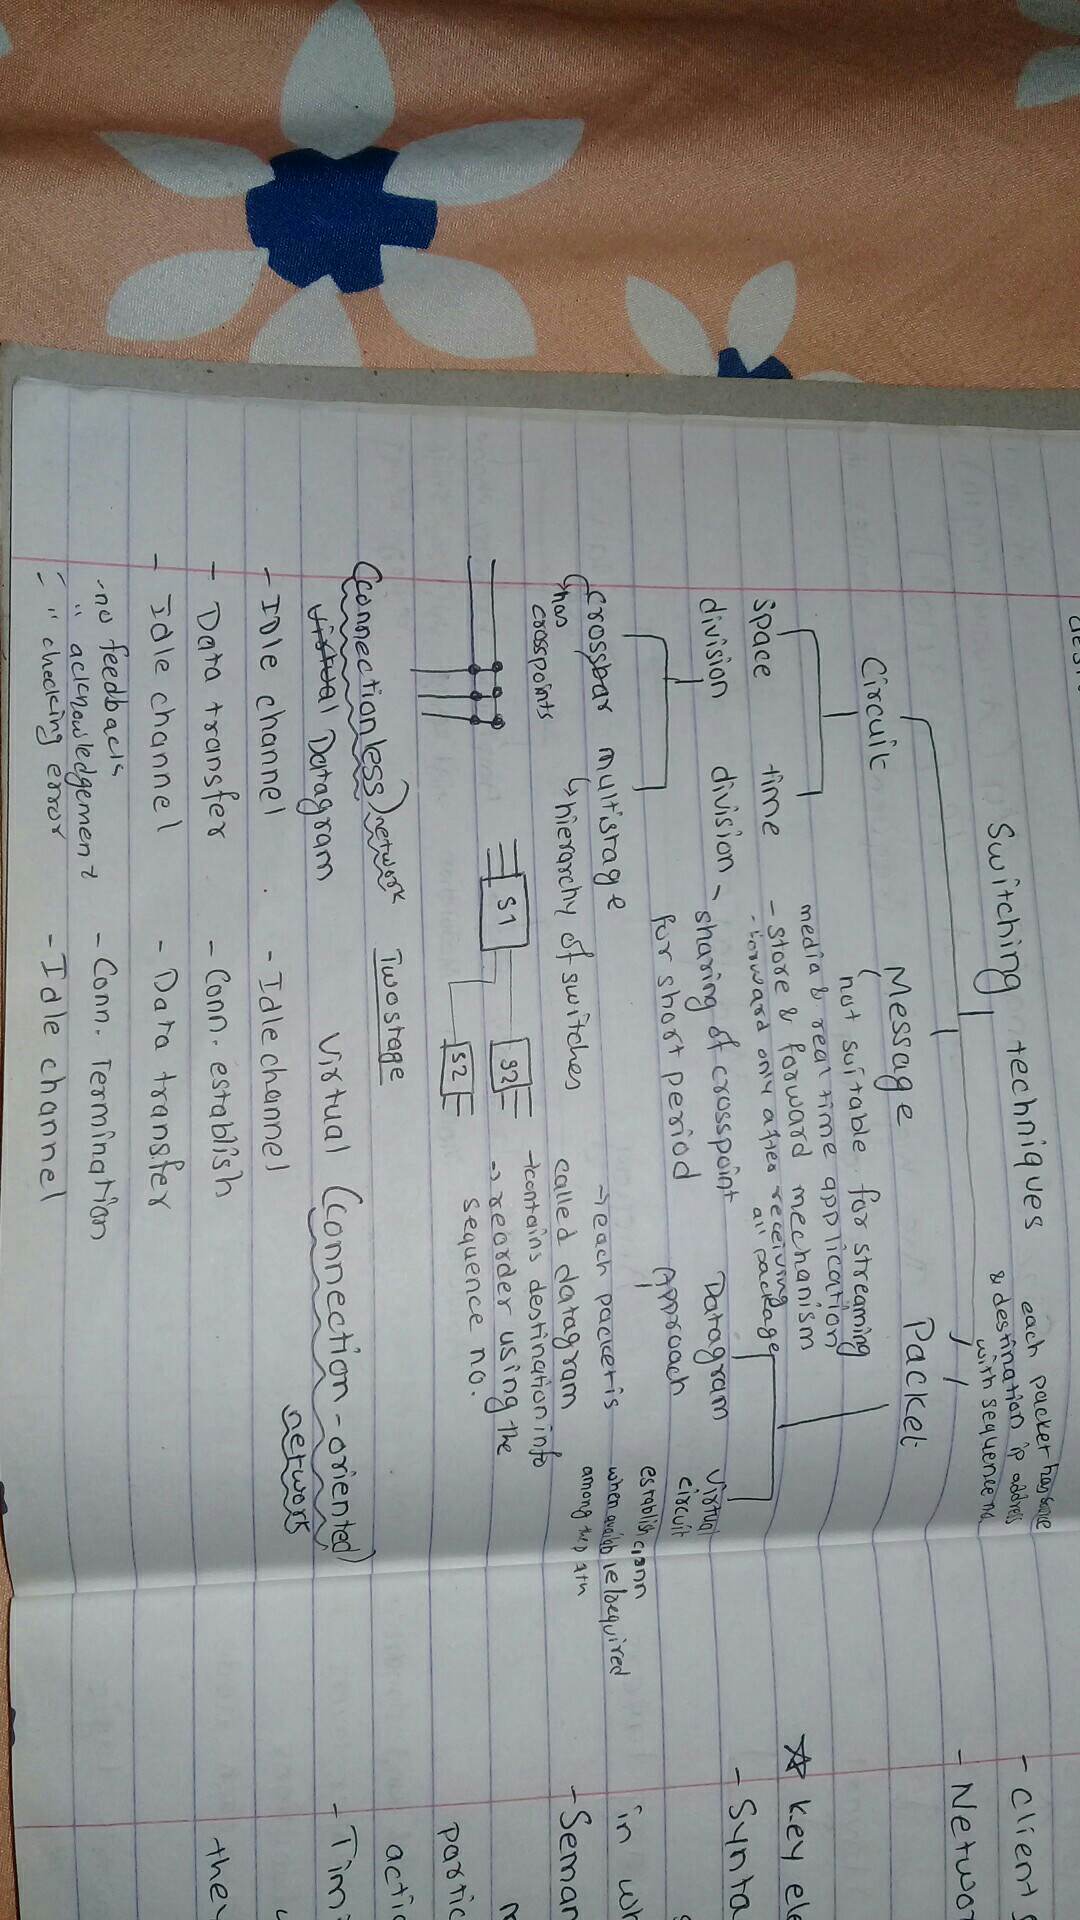 Switching techniques
each packet has source
& destination ip address
with sequence no.
Circuit
Message
Packet
not suitable for streaming
media & real time application
- store & forward mechanism
- forward only after receiving
all package
space
division
time
division
- sharing of crosspoint
for short period
Datagram
Approach
Virtual
circuit
establish conn
when available/required
among the path
crossbar
multistage
has
crosspoints
hierarchy of switches
→ each packet is
called datagram
→ contains destination info
→ reorder using the
sequence no.
S1
S2
S2
(connectionless) network
Two stage
virtual Datagram
Virtual (connection-oriented)
network
- IDle channel
- Data transfer
- Idle channel
- no feedback
" acknowledgement
- " checking error
- Idle channel
- Conn. establish
- Data transfer
- Conn. Termination
- Idle channel
- Client
- Networ
☆ Key ele
- Synta
in wh
- Seman
partic
actio
- Timi
they